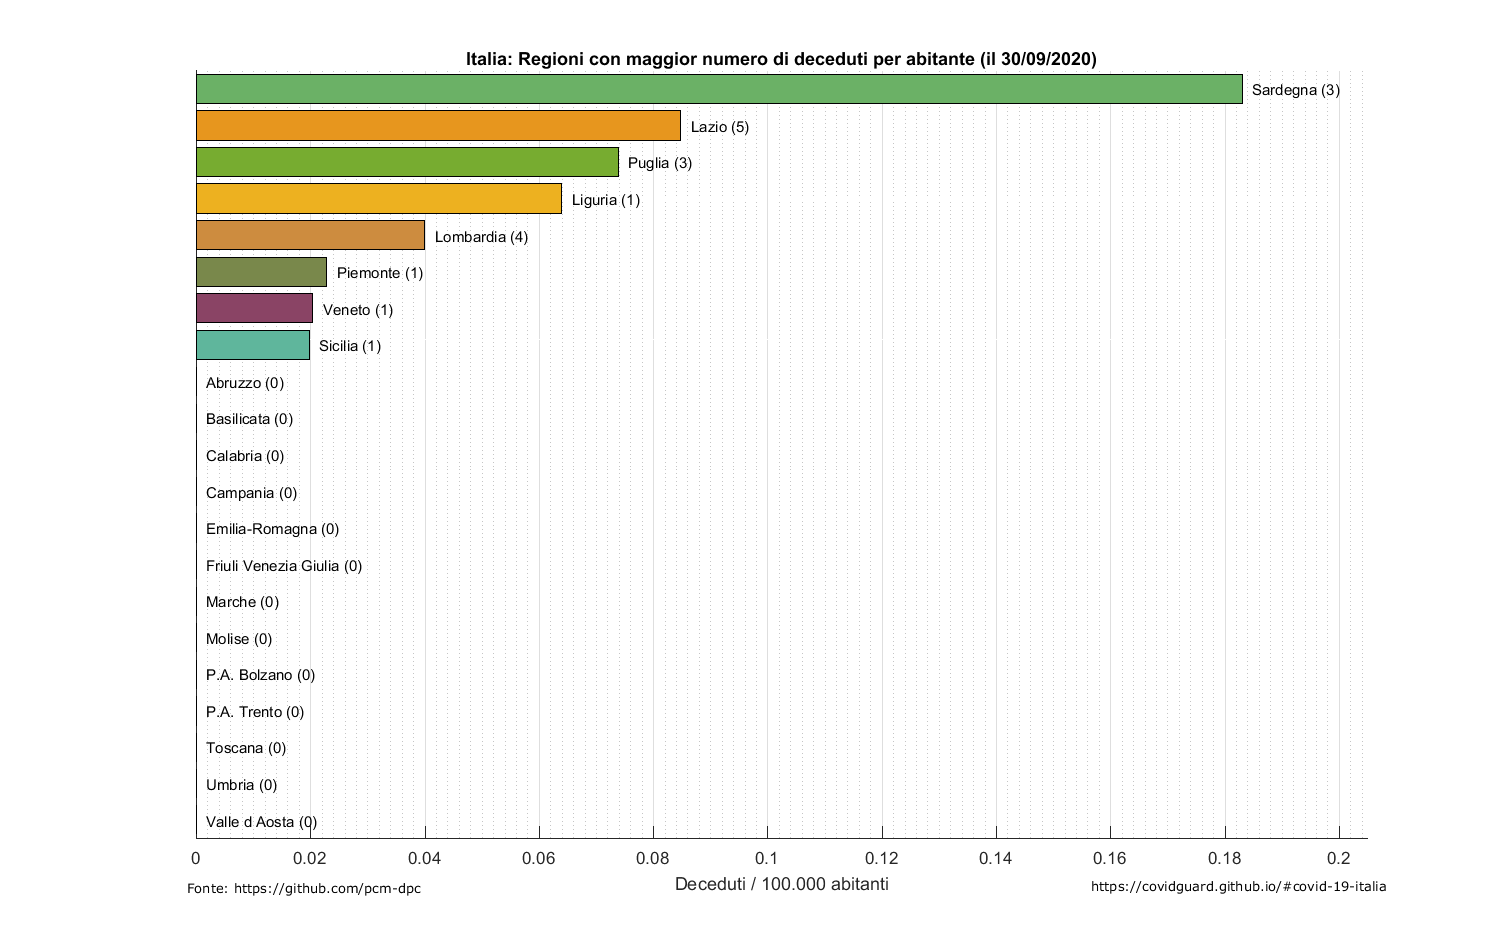 Italia: Regioni con maggior numero di deceduti per abitante (il 30/09/2020)
Sardegna (3)
Lazio (5)
Puglia (3)
Liguria (1)
Lombardia (4)
Piemonte (1)
Veneto (1)
Sicilia (1)
Abruzzo (0)
Basilicata (0)
Calabria (0)
Campania (0)
Emilia-Romagna (0)
Friuli Venezia Giulia (0)
Marche (0)
Molise (0)
P.A. Bolzano (0)
P.A. Trento (0)
Toscana (0)
Umbria (0)
Valle d Aosta (0)
0 0.02 0.04 0.06 0.08 0.1 0.12 0.14 0.16 0.18 0.2
Deceduti / 100.000 abitanti
Fonte: https://github.com/pcm-dpc
https://covidguard.github.io/#covid-19-italia